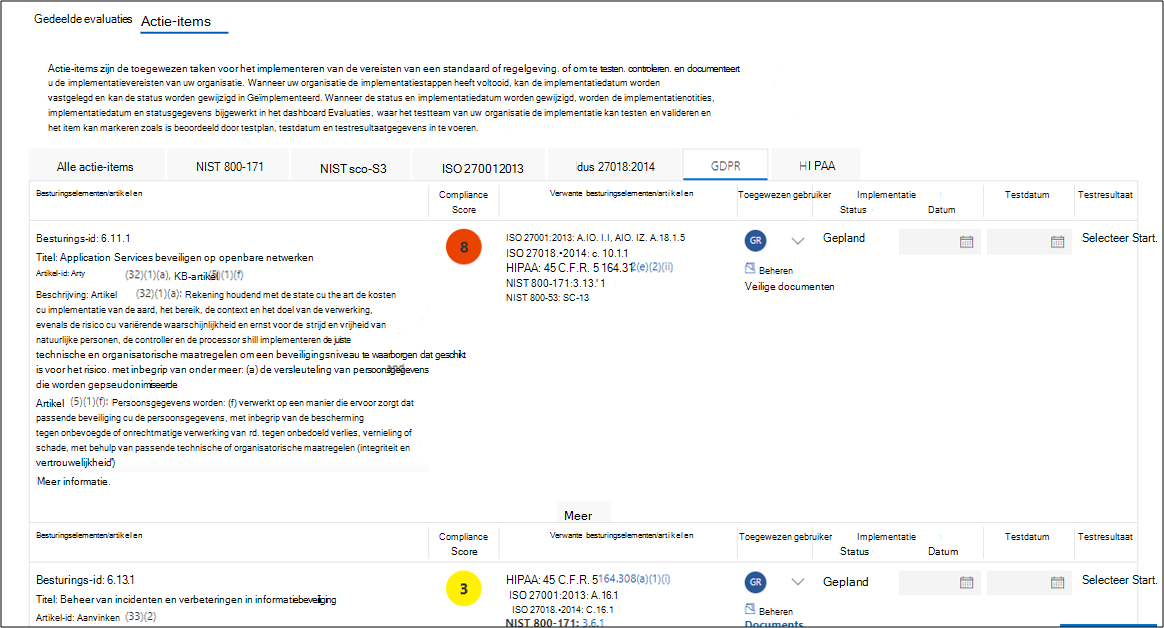 Gedeelde evaluaties Actie-items
Actie-items zijn de toegewezen taken voor het implementeren van de vereisten van een standaard of regelgeving. of om te testen. controleren. en documenteert
u de implementatievereisten van uw organisatie. Wanneer uw organisatie de implementatiestappen heeft voltooid, kan de implementatiedatum worden
vastgelegd en kan de status worden gewijzigd in Geïmplementeerd. Wanneer de status en implementatiedatum worden gewijzigd, worden de implementatienotities,
implementatiedatum en statusgegevens bijgewerkt in het dashboard Evaluaties, waar het testteam van uw organisatie de implementatie kan testen en valideren en
het item kan markeren zoals is beoordeeld door testplan, testdatum en testresultaatgegevens in te voeren.
Alle actie-items NIST 800-171 NIST sco-S3 ISO 270012013 dus 27018:2014 GDPR HI PAA
Besturingselementen/artikelen Compliance Score Verwante besturingselementen/artikelen Toegewezen gebruiker Implementatie Status Datum Testdatum Testresultaat
Besturings-id: 6.11.1
Titel: Application Services beveiligen op openbare netwerken
Artikel-id: Arty (32)(1)(a), KB-artikel (5)(1)(f)
Beschrijving: Artikel (32)(1)(a): Rekening houdend met de state cu the art de kosten
cu implementatie van de aard, het bereik, de context en het doel van de verwerking,
evenals de risico cu variërende waarschijnlijkheid en ernst voor de strijd en vrijheid van
natuurlijke personen, de controller en de processor shill implementeren de juiste
technische en organisatorische maatregelen om een beveiligingsniveau te waarborgen dat geschikt
is voor het risico. met inbegrip van onder meer: (a) de versleuteling van persoonsgegevens
die worden gepseudonimiseerde
Artikel (5)(1)(f): Persoonsgegevens worden: (f) verwerkt op een manier die ervoor zorgt dat
passende beveiliging cu de persoonsgegevens, met inbegrip van de bescherming
tegen onbevoegde of onrechtmatige verwerking van rd. tegen onbedoeld verlies, vernieling of
schade, met behulp van passende technische of organisatorische maatregelen (integriteit en
vertrouwelijkheid')
Meer informatie.
8
ISO 27001:2013: A.IO. I.I, AIO. IZ. A.18.1.5
ISO 27018.•2014: c. 10.1.1
HIPAA: 45 C.F.R. 5 164.312(e)(2)(ii)
NIST 800-171:3.13.' 1
NIST 800-53: SC-13
GR
Beheren
Veilige documenten
Gepland
Selecteer Start.
Meer
Besturingselementen/artikelen Compliance Score Verwante besturingselementen/artikelen Toegewezen gebruiker Implementatie Status Datum Testdatum Testresultaat
Besturings-id: 6.13.1
Titel: Beheer van incidenten en verbeteringen in informatiebeveiliging
Artikel-id: Aanvinken (33)(2)
3
HIPAA: 45 C.F.R. 5164.308(a)(1)(i)
ISO 27001:2013: A.16.1
ISO 27018.•2014: C.16.1
NIST 800-171: 3.6.1
GR
Beheren
Documents
Gepland
Selecteer Start.